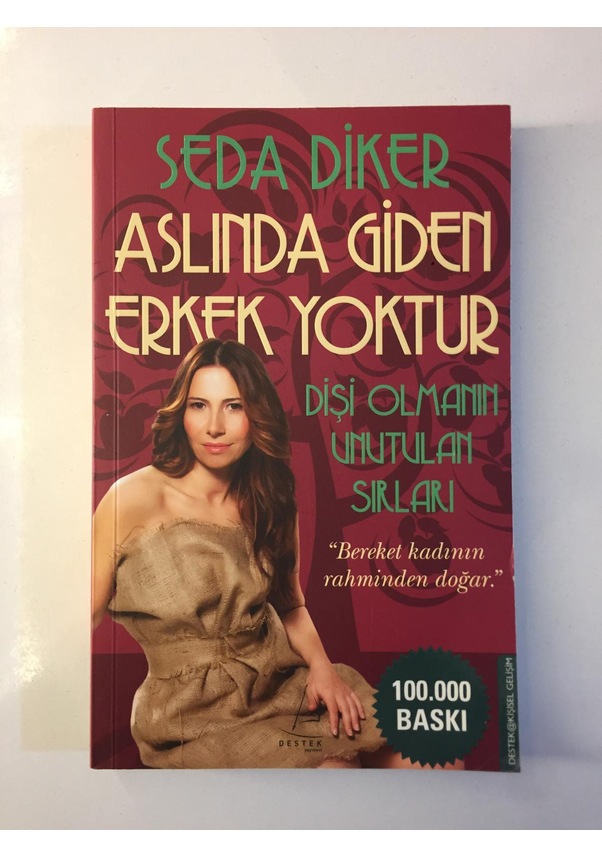 SEDA DİKER
ASLINDA GİDEN
ERKEK YOKTUR
DİŞİ OLMANIN
UNUTULAN
SIRLARI
“Bereket kadının
rahminden doğar.”
100.000
BASKI
DESTEK
yayınevi
DESTEK@KİŞİSEL GELİŞİM